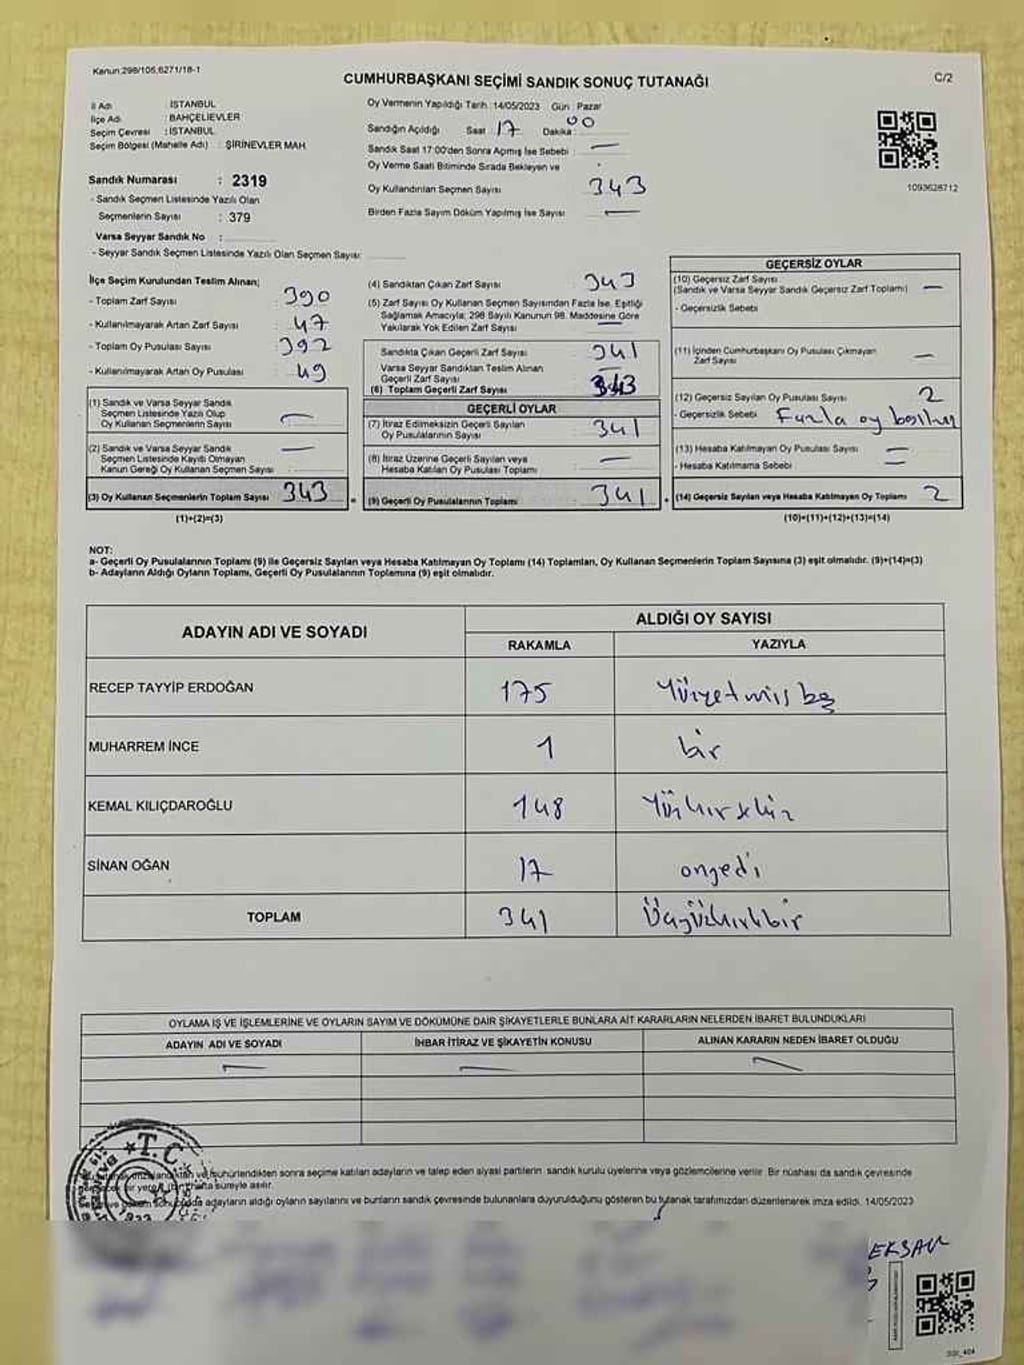 Kanun:298/105,6271/18-1
CUMHURBAŞKANI SEÇİMİ SANDIK SONUÇ TUTANAĞI
C/2
İl Adı : İSTANBUL
İlçe Adı : BAHÇELİEVLER
Seçim Çevresi : İSTANBUL
Seçim Bölgesi (Mahalle Adı) : ŞİRİNEVLER MAH.
Sandık Numarası : 2319
- Sandık Seçmen Listesinde Yazılı Olan
Seçmenlerin Sayısı : 379
Varsa Seyyar Sandık No :
- Seyyar Sandık Seçmen Listesinde Yazılı Olan Seçmen Sayısı:
Oy Vermenin Yapıldığı Tarih :14/05/2023 Gün : Pazar
Sandığın Açıldığı Saat : 17 Dakika : 00
Sandık Saat 17:00'den Sonra Açmış İse Sebebi : —
Oy Verme Saati Bitiminde Sırada Bekleyen ve
Oy Kullandırılan Seçmen Sayısı 343
Birden Fazla Sayım Döküm Yapılmış İse Sayısı —
1093628712
İlçe Seçim Kurulundan Teslim Alınan;
- Toplam Zarf Sayısı : 390
- Kullanılmayarak Artan Zarf Sayısı : 47
- Toplam Oy Pusulası Sayısı : 392
- Kullanılmayarak Artan Oy Pusulası : 49
(1) Sandık ve Varsa Seyyar Sandık
Seçmen Listesinde Yazılı Olup
Oy Kullanan Seçmenlerin Sayısı : —
(2) Sandık ve Varsa Seyyar Sandık
Seçmen Listesinde Kayıtlı Olmayan
Kanun Gereği Oy Kullanan Seçmen Sayısı : —
(3) Oy Kullanan Seçmenlerin Toplam Sayısı 343
(1)+(2)=(3)
(4) Sandıktan Çıkan Zarf Sayısı : 343
(5) Zarf Sayısı Oy Kullanan Seçmen Sayısından Fazla İse, Eşitliği
Sağlamak Amacıyla; 298 Sayılı Kanunun 98. Maddesine Göre
Yakılarak Yok Edilen Zarf Sayısı : —
Sandıkta Çıkan Geçerli Zarf Sayısı : 341
Varsa Seyyar Sandıktan Teslim Alınan
Geçerli Zarf Sayısı : —
(6) Toplam Geçerli Zarf Sayısı 343
GEÇERLİ OYLAR
(7) İtiraz Edilmeksizin Geçerli Sayılan
Oy Pusulalarının Sayısı : 341
(8) İtiraz Üzerine Geçerli Sayılan veya
Hesaba Katılan Oy Pusulası Toplamı : —
(9) Geçerli Oy Pusulalarının Toplamı : 341
GEÇERSİZ OYLAR
(10) Geçersiz Zarf Sayısı
(Sandık ve Varsa Seyyar Sandık Geçersiz Zarf Toplamı) : —
- Geçersizlik Sebebi :
(11) İçinden Cumhurbaşkanı Oy Pusulası Çıkmayan
Zarf Sayısı : —
(12) Geçersiz Sayılan Oy Pusulası Sayısı : 2
- Geçersizlik Sebebi : Fazla oy
(13) Hesaba Katılmayan Oy Pusulası Sayısı : —
- Hesaba Katılmama Sebebi : —
(14) Geçersiz Sayılan veya Hesaba Katılmayan Oy Toplamı : 2
(10)+(11)+(12)+(13)=(14)
NOT:
a- Geçerli Oy Pusulalarının Toplamı (9) ile Geçersiz Sayılan veya Hesaba Katılmayan Oy Toplamı (14) Toplamları, Oy Kullanan Seçmenlerin Toplam Sayısına (3) eşit olmalıdır. (9)+(14)=(3)
b- Adayların Aldığı Oyların Toplamı, Geçerli Oy Pusulalarının Toplamına (9) eşit olmalıdır.
ADAYIN ADI VE SOYADI
ALDIĞI OY SAYISI
RAKAMLA YAZIYLA
RECEP TAYYİP ERDOĞAN 175 Yüzyetmiş beş
MUHARREM İNCE 1 bir
KEMAL KILIÇDAROĞLU 148 Yüzkırksekiz
SİNAN OĞAN 17 onyedi
TOPLAM 341 Üçyüzkırkbir
OYLAMA İŞ VE İŞLEMLERİNE VE OYLARIN SAYIM VE DÖKÜMÜNE DAİR ŞİKAYETLERLE BUNLARA AİT KARARLARIN NELERDEN İBARET BULUNDUKLARI
ADAYIN ADI VE SOYADI İHBAR İTİRAZ VE ŞİKAYETİN KONUSU ALINAN KARARIN NEDEN İBARET OLDUĞU
— — —
T.C.
mühürlendikten sonra seçime katılan adayların ve talep eden siyasi partilerin sandık kurulu üyelerine veya gözlemcilerine verilir. Bir nüshası da sandık çevresinde
bir yere 1 bir hafta süreyle asılır.
adayların aldığı oyların sayılarını ve bunların sandık çevresinde bulunanlara duyurulduğunu gösteren bu tutanak tarafımızdan düzenlenerek imza edildi. 14/05/2023